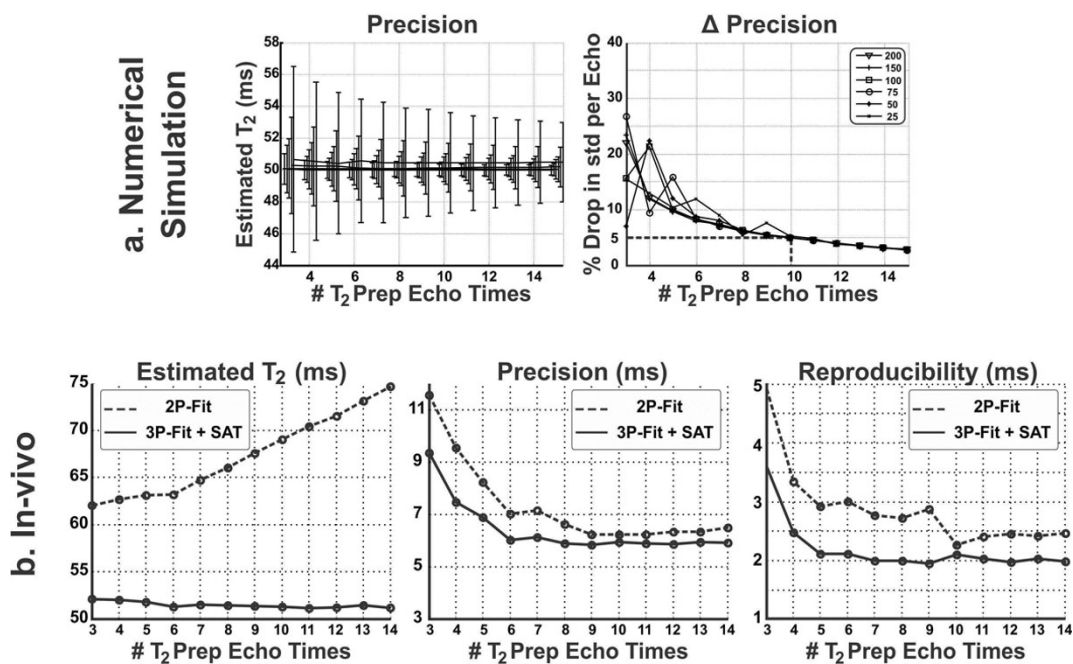 Precision
Δ Precision
a. Numerical
Simulation
Estimated T2 (ms)
58
56
54
52
50
48
46
44
4
6
8
10
12
14
# T2 Prep Echo Times
% Drop in std per Echo
40
30
20
10
5
0
4
6
8
10
12
14
# T2 Prep Echo Times
200
150
100
75
50
25
b. In-vivo
Estimated T2 (ms)
75
70
65
60
55
50
2P-Fit
3P-Fit + SAT
3 4 5 6 7 8 9 10 11 12 13 14
# T2 Prep Echo Times
Precision (ms)
11
9
7
5
3
2P-Fit
3P-Fit + SAT
3 4 5 6 7 8 9 10 11 12 13 14
# T2 Prep Echo Times
Reproducibility (ms)
5
4
3
2
1
2P-Fit
3P-Fit + SAT
3 4 5 6 7 8 9 10 11 12 13 14
# T2 Prep Echo Times